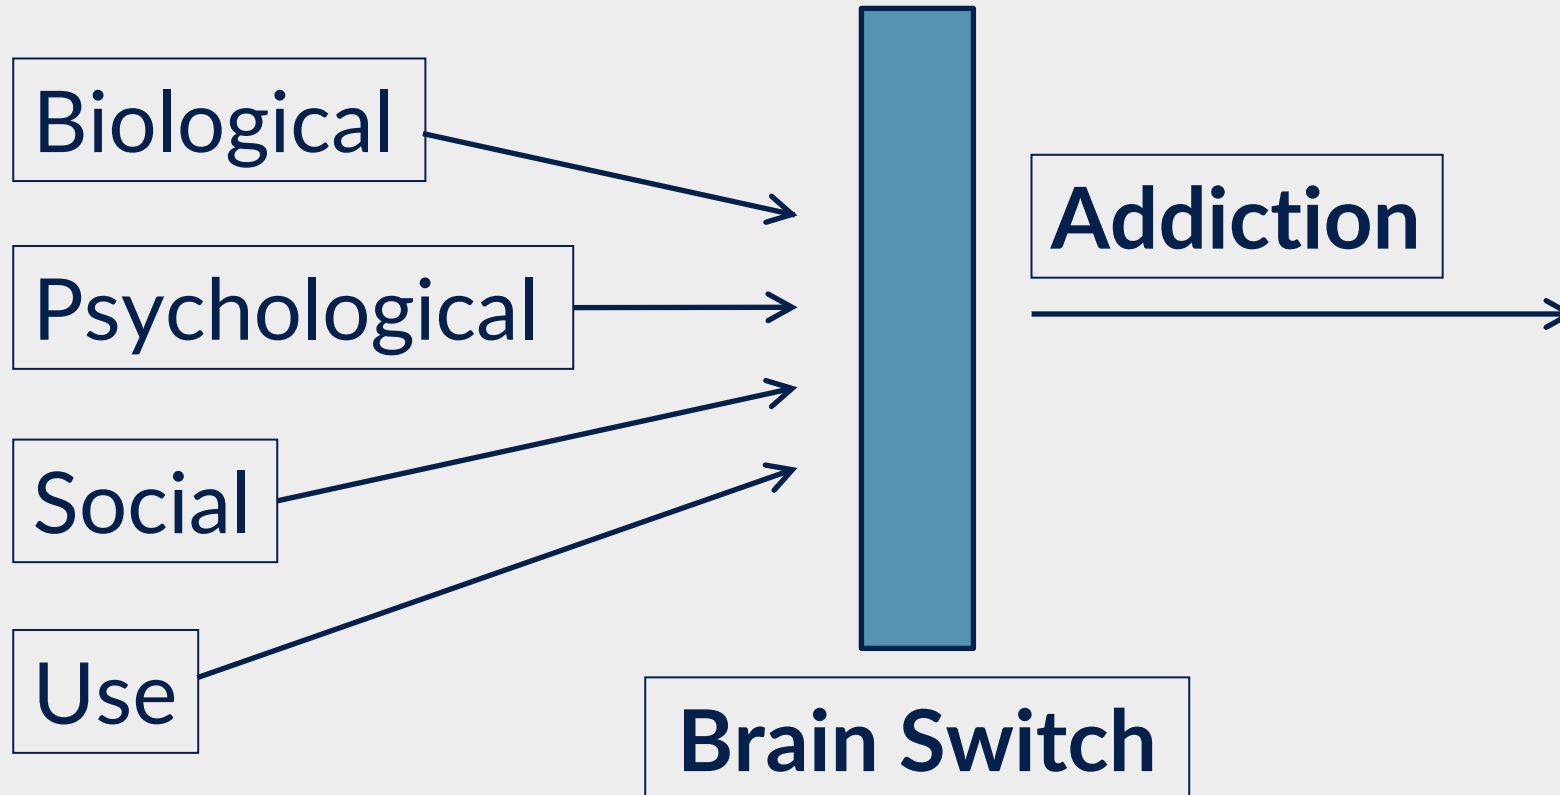 Biological
Psychological
Social
Use
Addiction
Brain Switch